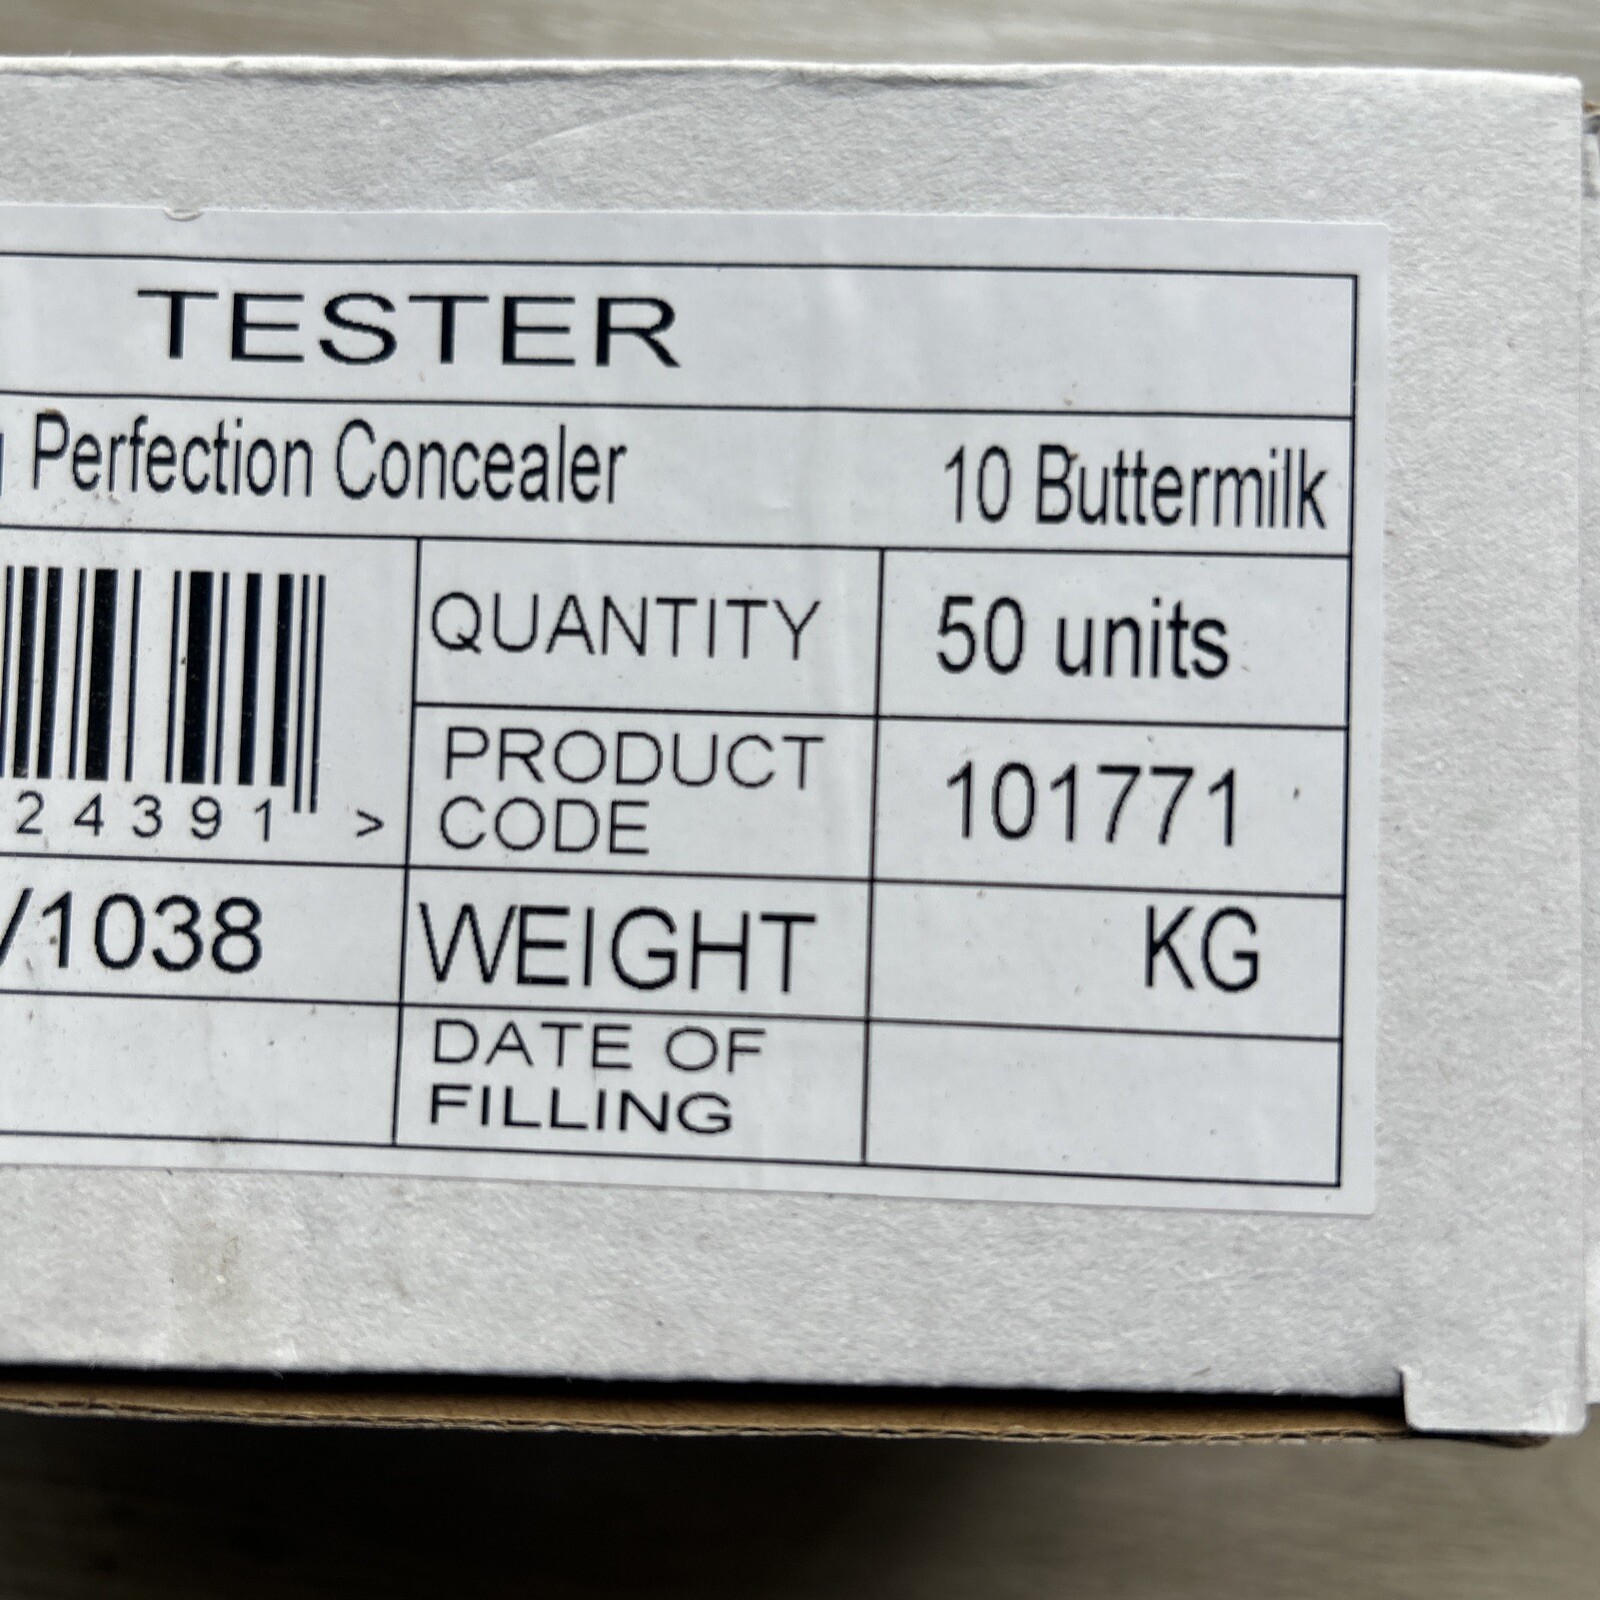 TESTER
Perfection Concealer 10 Buttermilk
QUANTITY 50 units
PRODUCT CODE 101771
24391 >
/1038 WEIGHT KG
DATE OF
FILLING